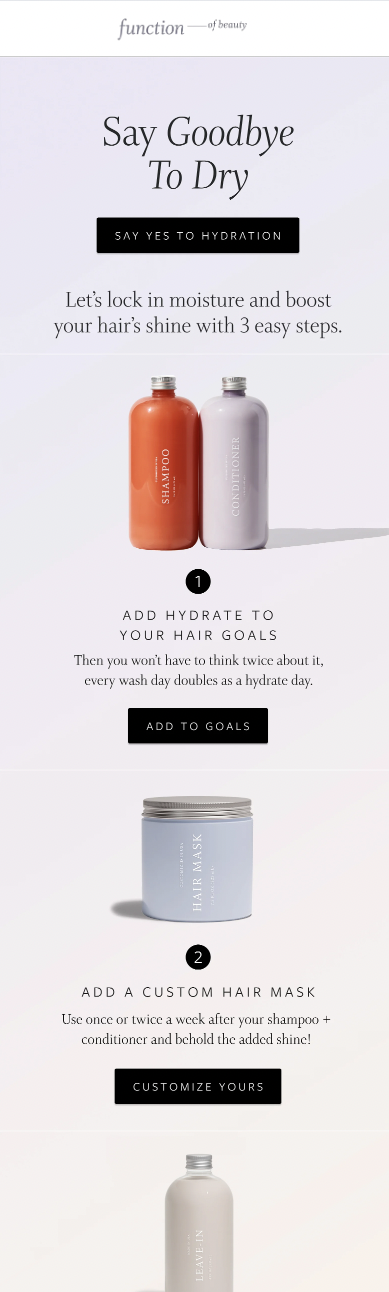 function —of beauty
Say Goodbye
To Dry
SAY YES TO HYDRATION
Let's lock in moisture and boost
your hair's shine with 3 easy steps.
SHAMPOO
CONDITIONER
1
ADD HYDRATE TO
YOUR HAIR GOALS
Then you won't have to think twice about it,
every wash day doubles as a hydrate day.
ADD TO GOALS
HAIR MASK
2
ADD A CUSTOM HAIR MASK
Use once or twice a week after your shampoo +
conditioner and behold the added shine!
CUSTOMIZE YOURS
LEAVE-IN